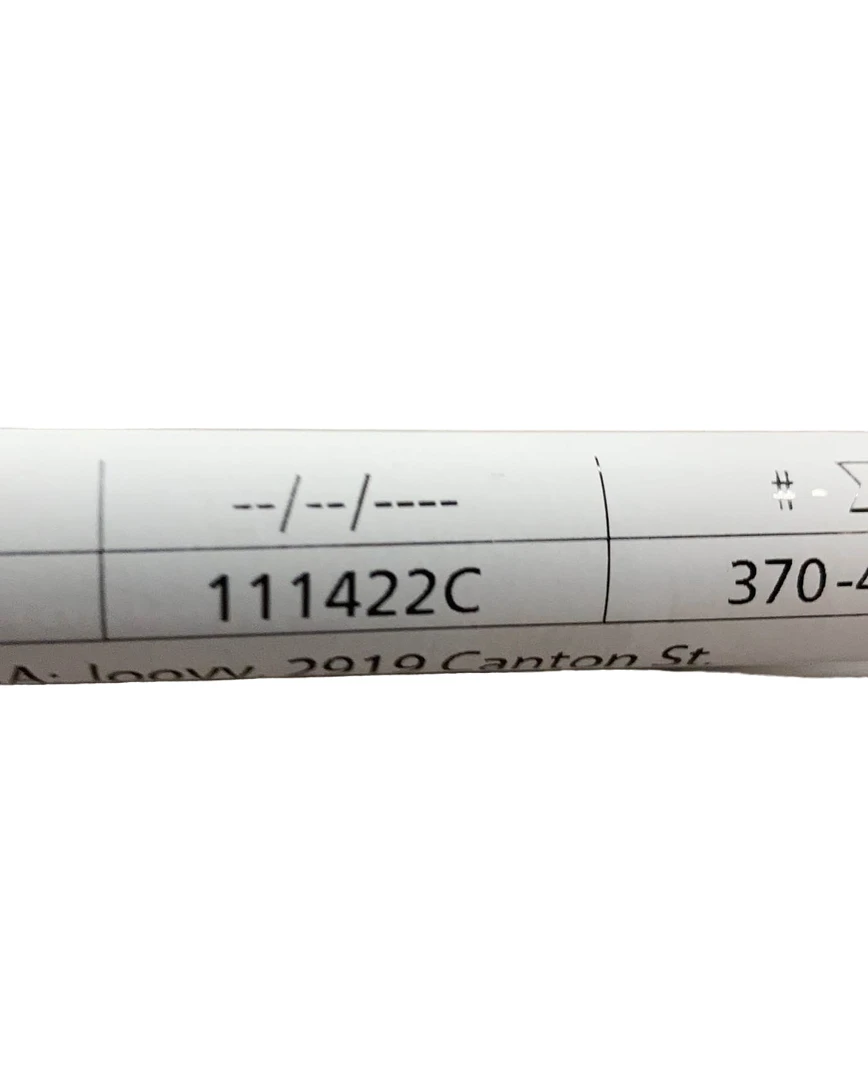 --/--/---- #
111422C 370-4
2919 Canton St.